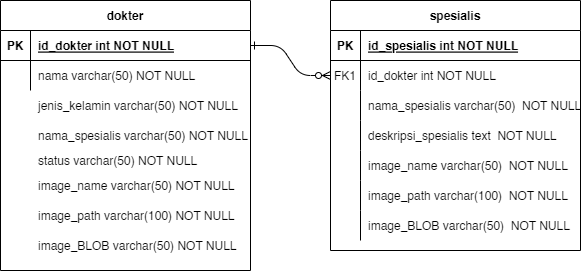 dokter
PK id_dokter int NOT NULL
nama varchar(50) NOT NULL
jenis_kelamin varchar(50) NOT NULL
nama_spesialis varchar(50) NOT NULL
status varchar(50) NOT NULL
image_name varchar(50) NOT NULL
image_path varchar(100) NOT NULL
image_BLOB varchar(50) NOT NULL
spesialis
PK id_spesialis int NOT NULL
FK1 id_dokter int NOT NULL
nama_spesialis varchar(50) NOT NULL
deskripsi_spesialis text NOT NULL
image_name varchar(50) NOT NULL
image_path varchar(100) NOT NULL
image_BLOB varchar(50) NOT NULL